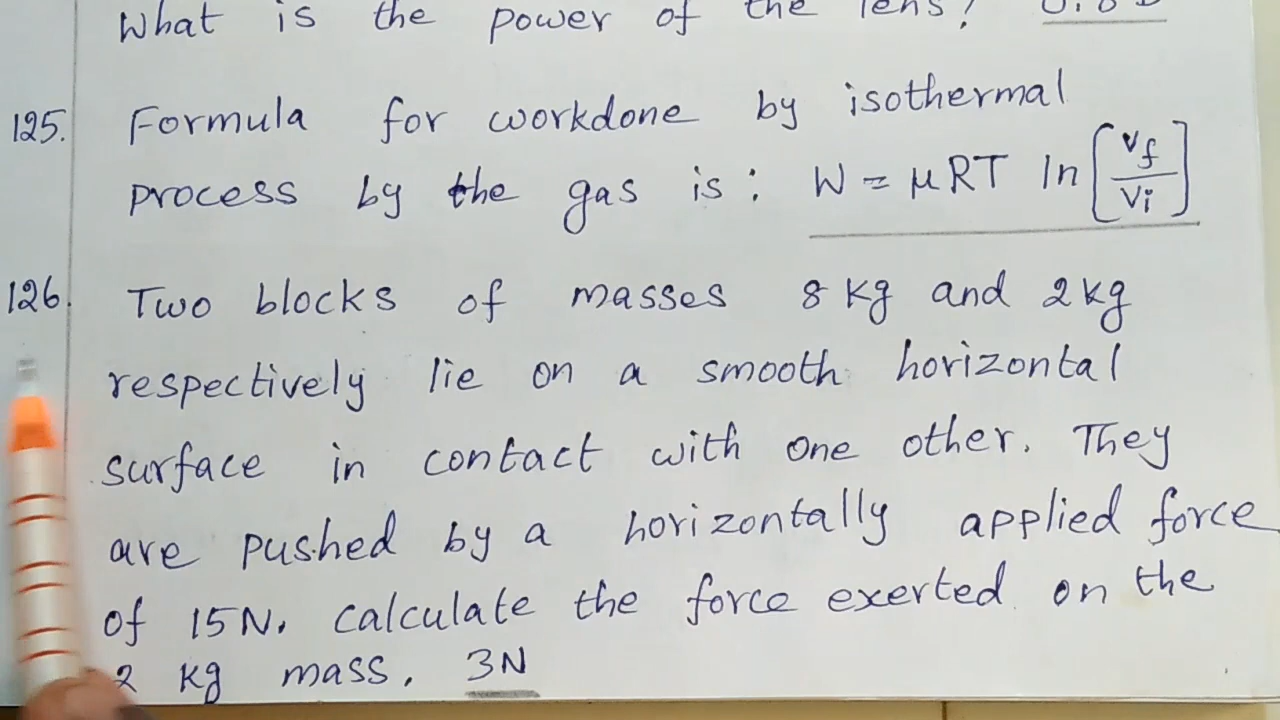 What is the power of the lens?
125. Formula for workdone by isothermal
process by the gas is : W = μRT ln [Vf/Vi]
126. Two blocks of masses 8 kg and 2 kg
respectively lie on a smooth horizontal
surface in contact with one other. They
are pushed by a horizontally applied force
of 15N. Calculate the force exerted on the
2 kg mass. 3N